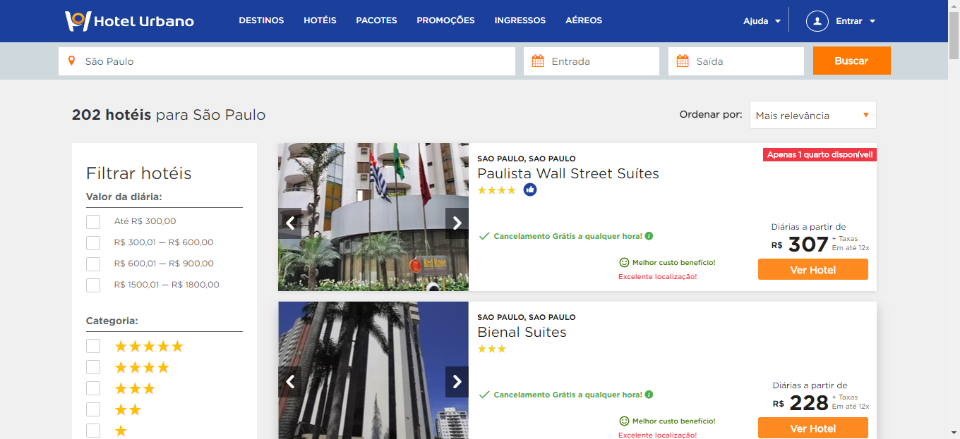 Hotel Urbano
DESTINOS HOTÉIS PACOTES PROMOÇÕES INGRESSOS AÉREOS
Ajuda Entrar
São Paulo
Entrada
Saída
Buscar
202 hotéis para São Paulo
Ordenar por: Mais relevância
Filtrar hotéis
Valor da diária:
Até R$ 300,00
R$ 300,01 — R$ 600,00
R$ 600,01 — R$ 900,00
R$ 1500,01 — R$ 1800,00
Categoria:
Apenas 1 quarto disponível!
SAO PAULO, SAO PAULO
Paulista Wall Street Suítes
Cancelamento Grátis a qualquer hora!
Melhor custo benefício!
Excelente localização!
Diárias a partir de
R$ 307 + Taxas
Em até 12x
Ver Hotel
SAO PAULO, SAO PAULO
Bienal Suites
Cancelamento Grátis a qualquer hora!
Melhor custo benefício!
Excelente localização!
Diárias a partir de
R$ 228 + Taxas
Em até 12x
Ver Hotel